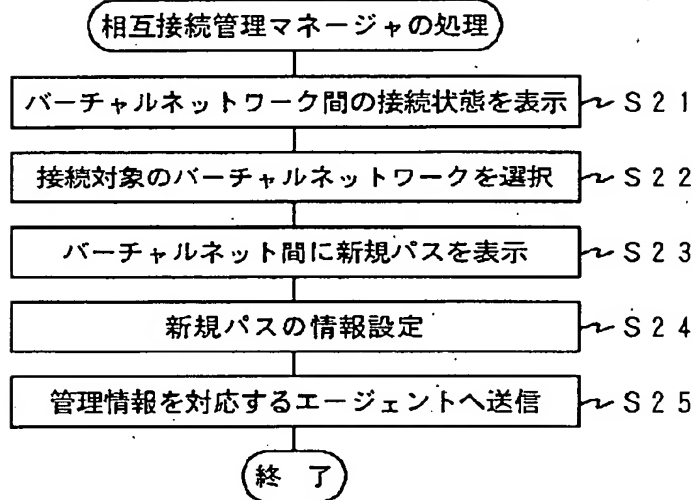 相互接続管理マネージャの処理
バーチャルネットワーク間の接続状態を表示 S21
接続対象のバーチャルネットワークを選択 S22
バーチャルネット間に新規パスを表示 S23
新規パスの情報設定 S24
管理情報を対応するエージェントへ送信 S25
終 了